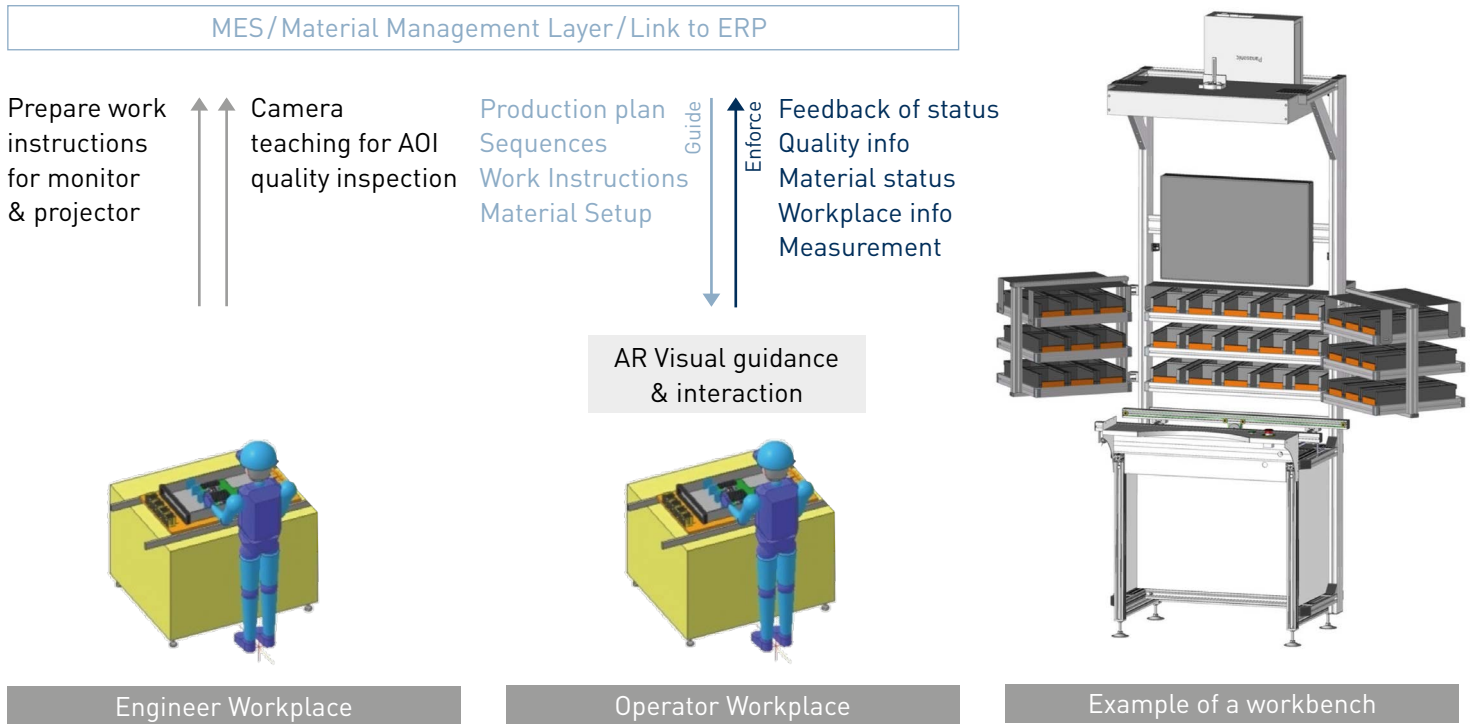 MES/Material Management Layer/Link to ERP
Prepare work
instructions
for monitor
& projector
Camera
teaching for AOI
quality inspection
Production plan
Sequences
Work Instructions
Material Setup
Guide
Enforce
Feedback of status
Quality info
Material status
Workplace info
Measurement
AR Visual guidance
& interaction
Panasonic
Engineer Workplace
Operator Workplace
Example of a workbench